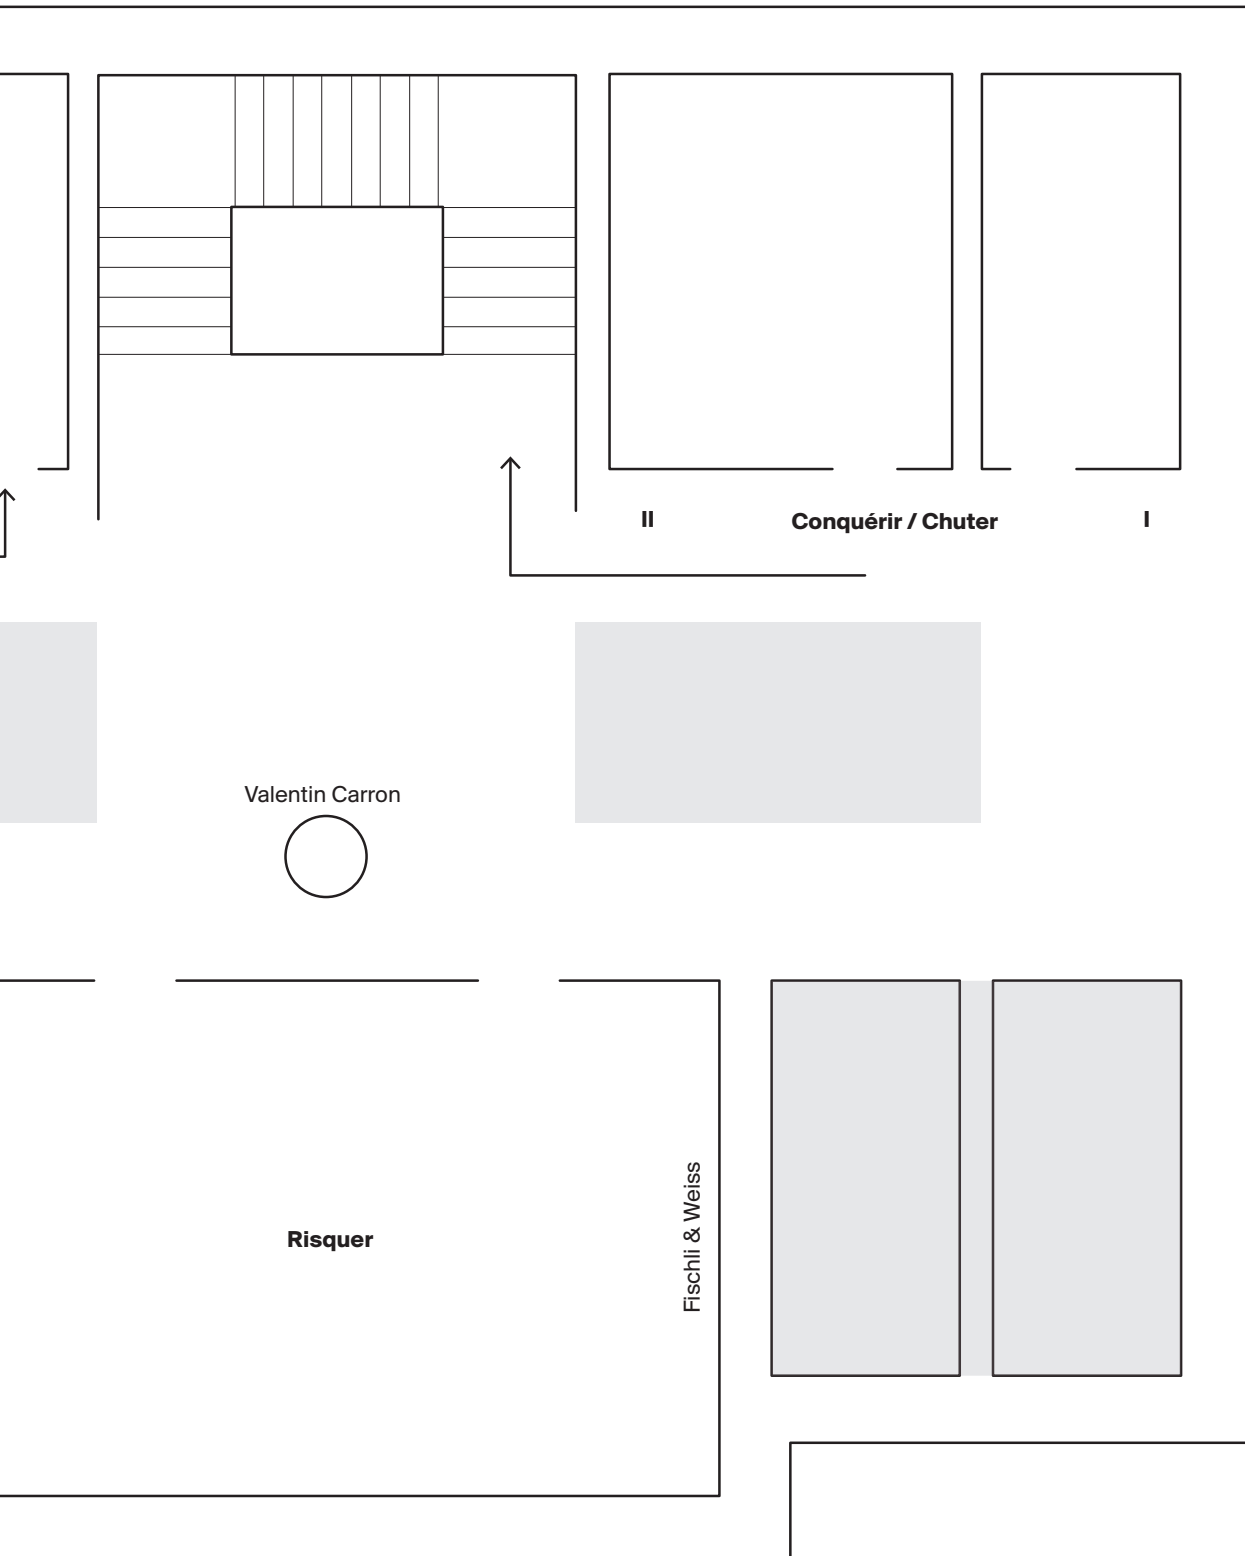 II
Conquérir / Chuter
I
Valentin Carron
Risquer
Fischli & Weiss